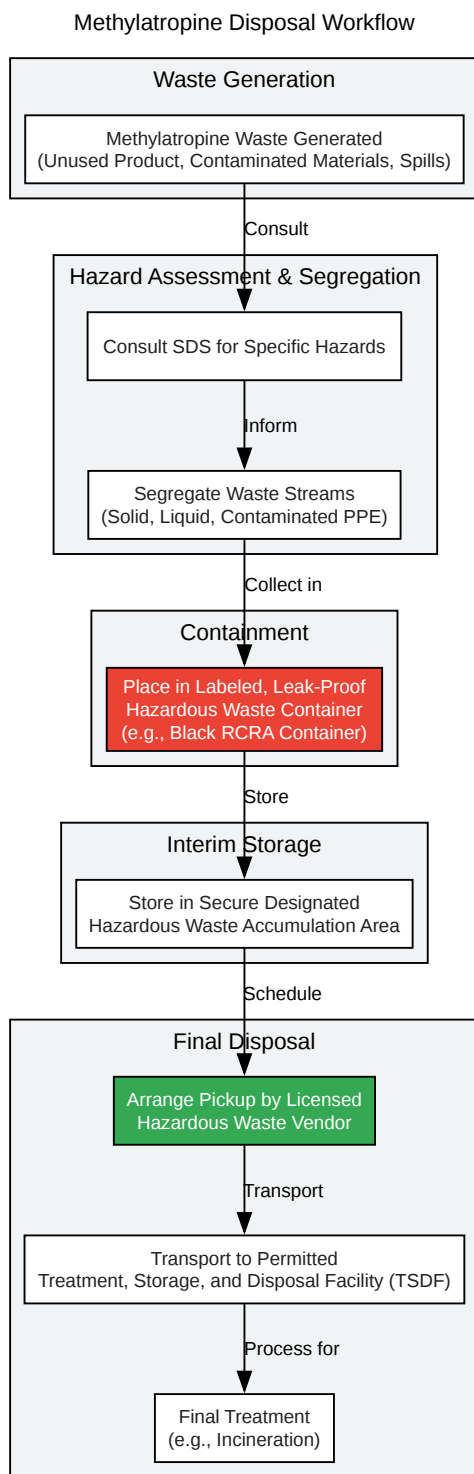 Methylatropine Disposal Workflow
Waste Generation
Methylatropine Waste Generated
(Unused Product, Contaminated Materials, Spills)
Consult
Hazard Assessment & Segregation
Consult SDS for Specific Hazards
Inform
Segregate Waste Streams
(Solid, Liquid, Contaminated PPE)
Collect in
Containment
Place in Labeled, Leak-Proof
Hazardous Waste Container
(e.g., Black RCRA Container)
Store
Interim Storage
Store in Secure Designated
Hazardous Waste Accumulation Area
Schedule
Final Disposal
Arrange Pickup by Licensed
Hazardous Waste Vendor
Transport
Transport to Permitted
Treatment, Storage, and Disposal Facility (TSDF)
Process for
Final Treatment
(e.g., Incineration)